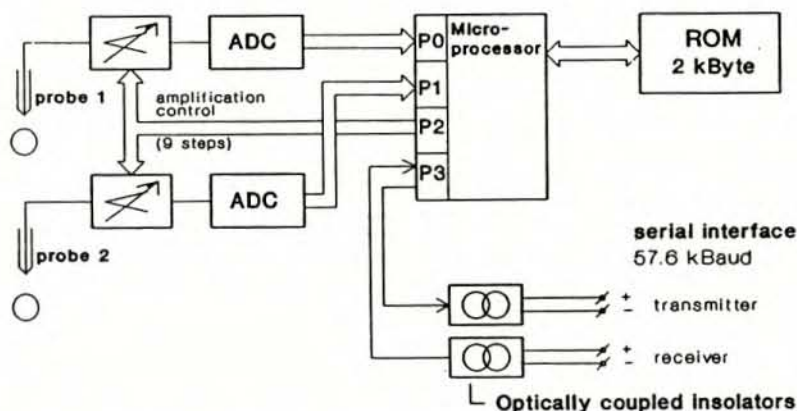 ADC
P0
Micro-
processor
ROM
2 kByte
probe 1
amplification
control
P1
P2
(9 steps)
P3
ADC
probe 2
serial interface
57.6 kBaud
+
- transmitter
+
- receiver
Optically coupled insolators